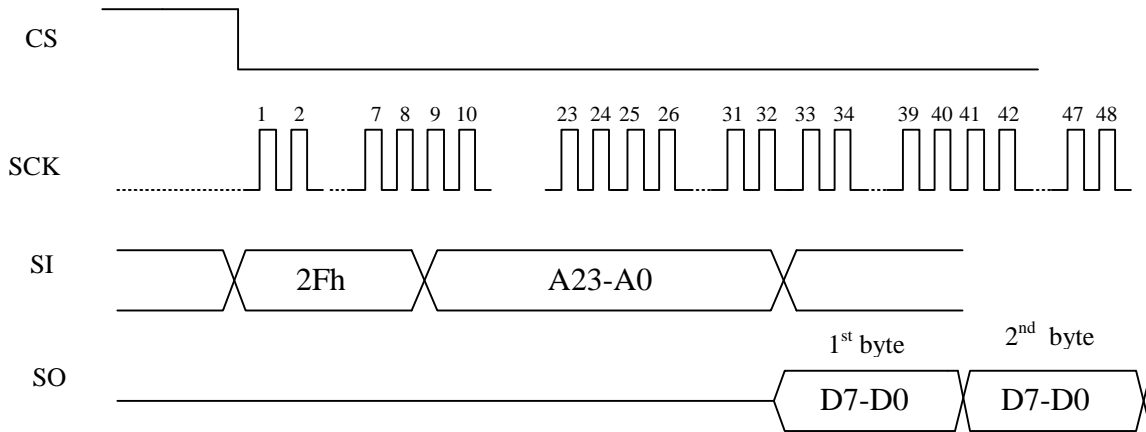 CS
1 2 7 8 9 10 23 24 25 26 31 32 33 34 39 40 41 42 47 48
SCK
SI
2Fh A23-A0
1st byte 2nd byte
SO
D7-D0 D7-D0